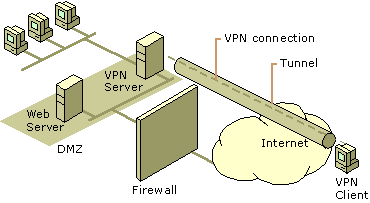 VPN connection
Tunnel
VPN
Server
Web
Server
DMZ
Internet
Firewall
VPN
Client